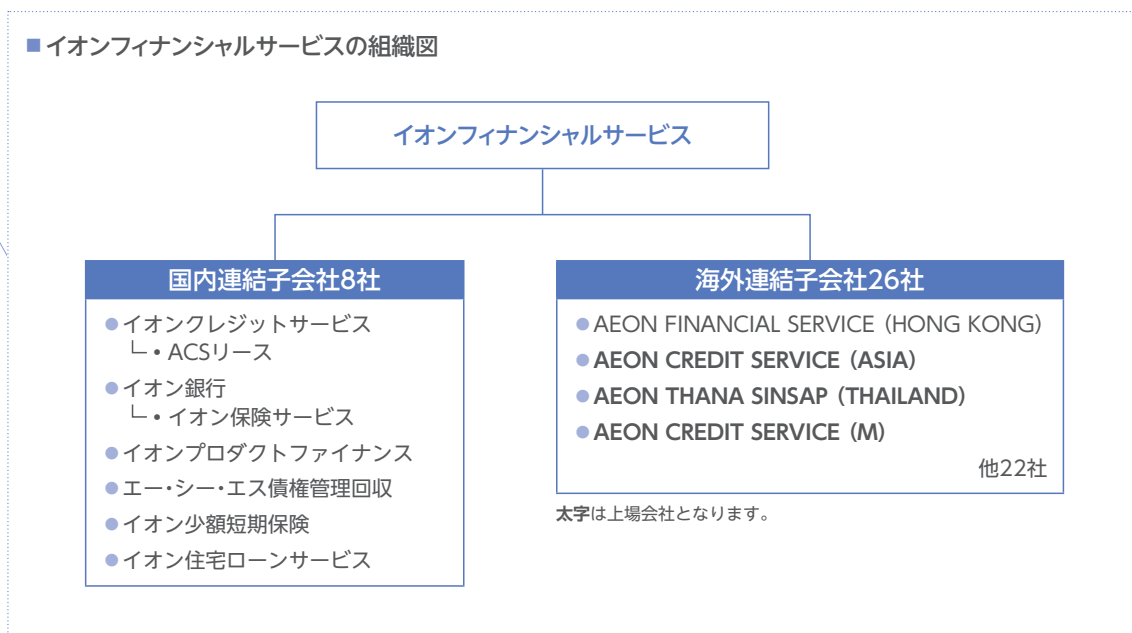 ■イオンフィナンシャルサービスの組織図
イオンフィナンシャルサービス
国内連結子会社8社
●イオンクレジットサービス
└・ACSリース
●イオン銀行
└・イオン保険サービス
●イオンプロダクトファイナンス
●エー・シー・エス債権管理回収
●イオン少額短期保険
●イオン住宅ローンサービス
海外連結子会社26社
●AEON FINANCIAL SERVICE（HONG KONG）
●AEON CREDIT SERVICE（ASIA）
●AEON THANA SINSAP（THAILAND）
●AEON CREDIT SERVICE（M）
他22社
太字は上場会社となります。